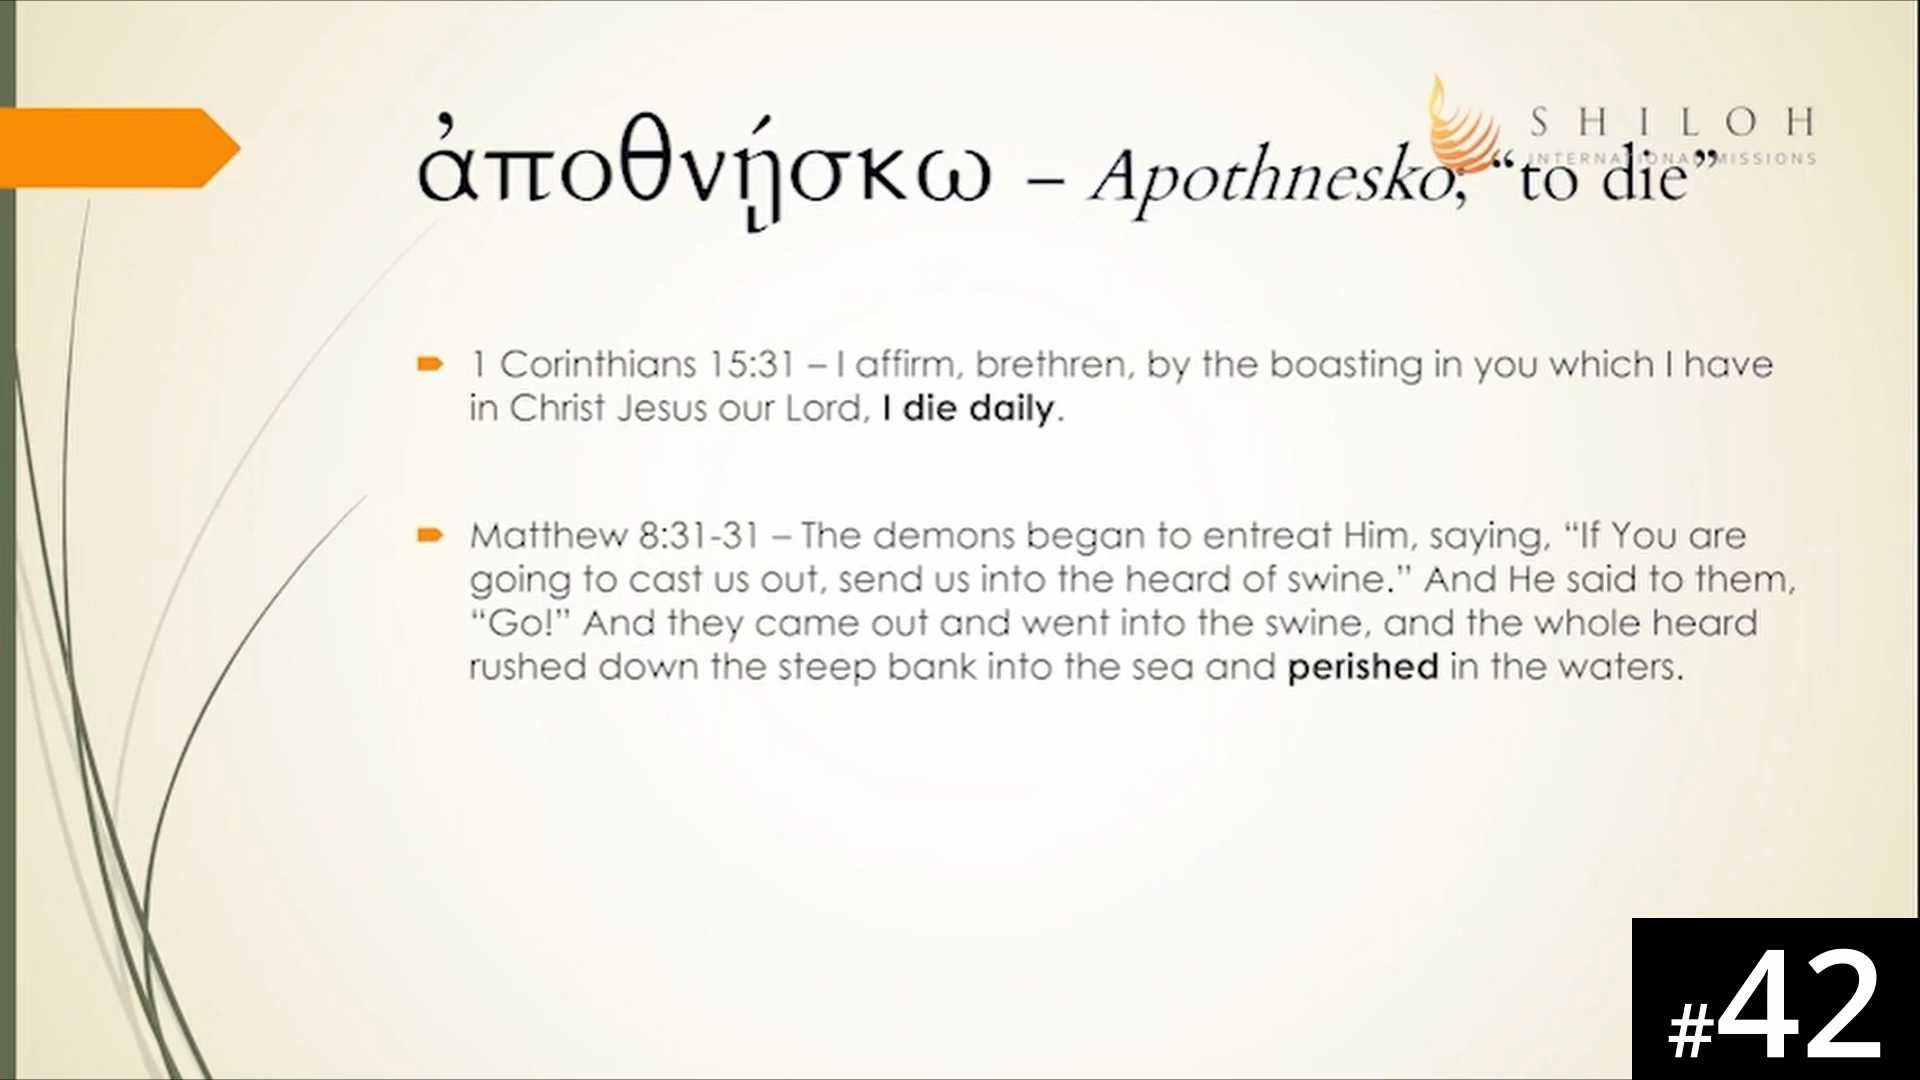 SHILOH
INTERNATIONAL MISSIONS
ἀποθνῄσκω – Apothnesko, “to die”
1 Corinthians 15:31 – I affirm, brethren, by the boasting in you which I have
in Christ Jesus our Lord, I die daily.
Matthew 8:31-31 – The demons began to entreat Him, saying, “If You are
going to cast us out, send us into the heard of swine.” And He said to them,
“Go!” And they came out and went into the swine, and the whole heard
rushed down the steep bank into the sea and perished in the waters.
#42